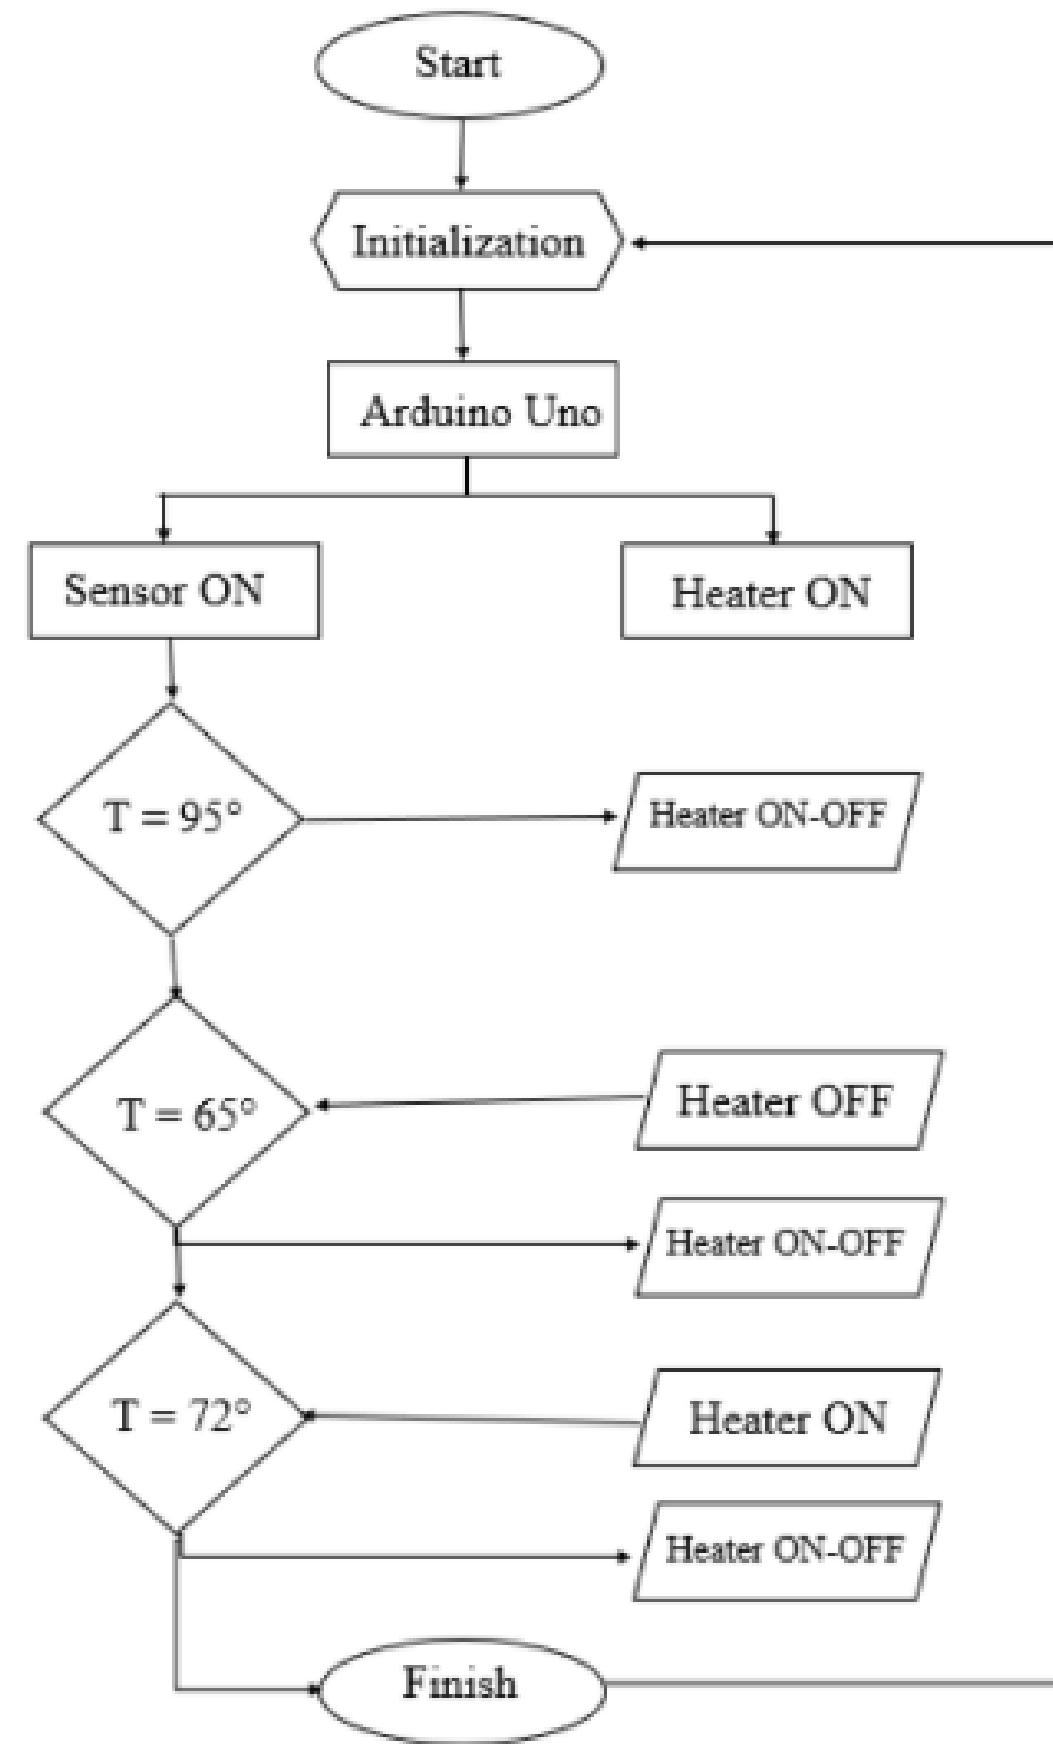 Start
Initialization
Arduino Uno
Sensor ON
Heater ON
T = 95°
Heater ON-OFF
T = 65°
Heater OFF
Heater ON-OFF
T = 72°
Heater ON
Heater ON-OFF
Finish